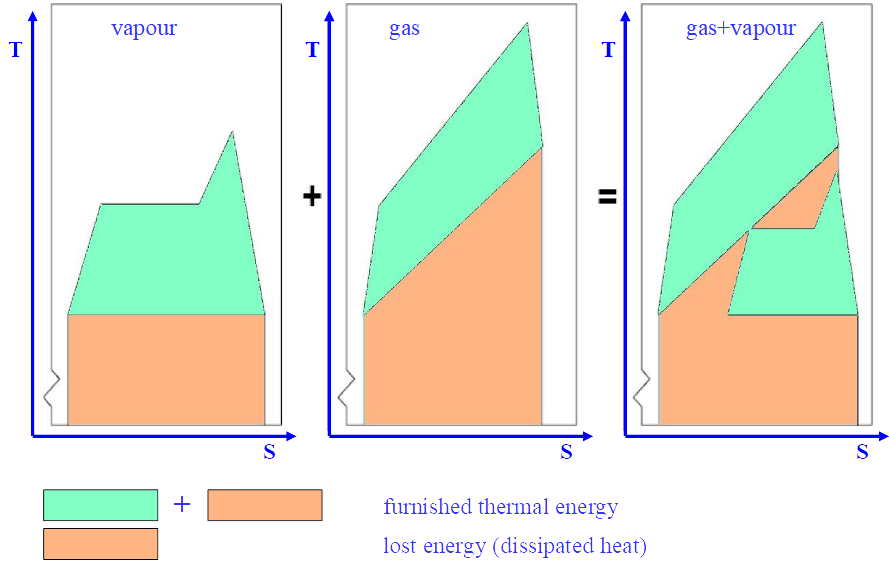 vapour
gas
gas+vapour
T
T
T
+
=
S
S
S
+
furnished thermal energy
lost energy (dissipated heat)